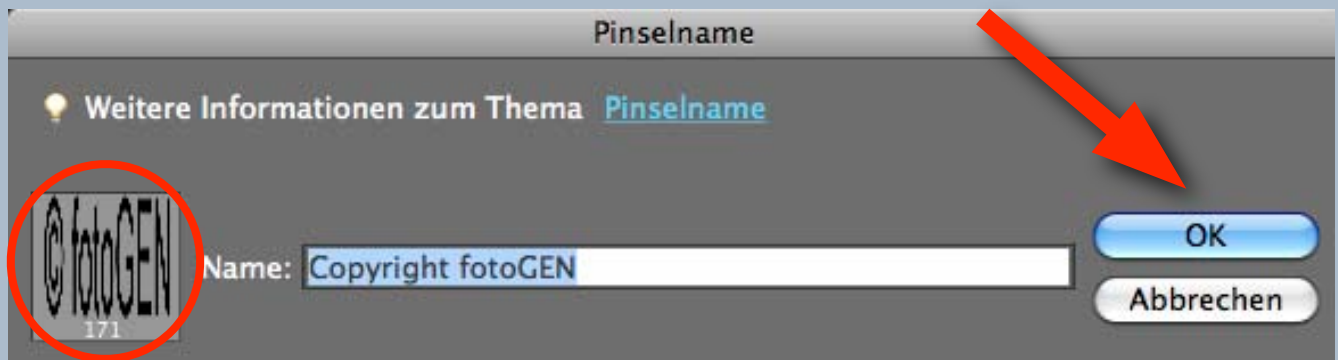 Pinselname
Weitere Informationen zum Thema Pinselname
© fotoGEN
171
Name: Copyright fotoGEN
OK
Abbrechen